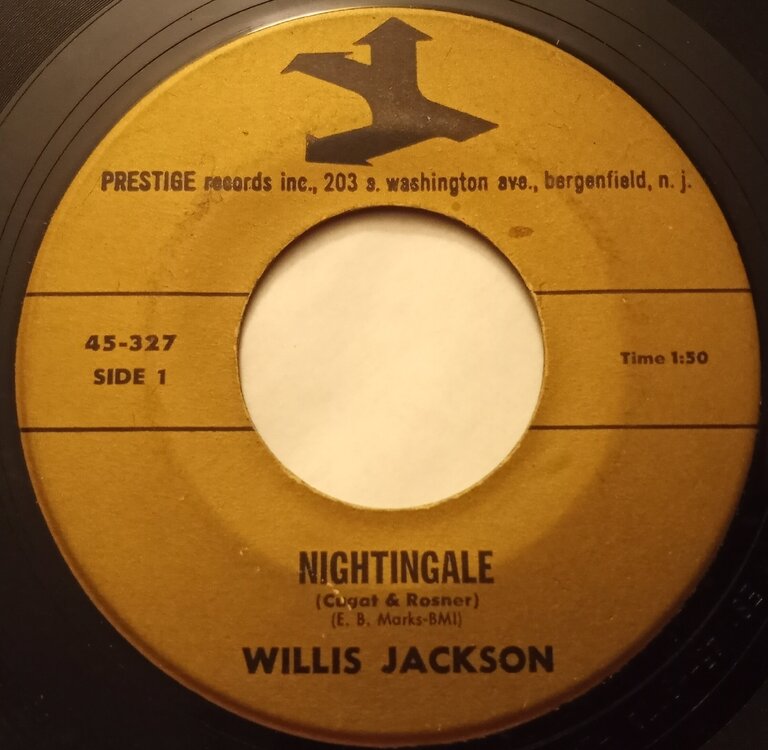 PRESTIGE records inc., 203 s. washington ave., bergenfield, n. j.
45-327
SIDE 1
Time 1:50
NIGHTINGALE
(Cugat & Rosner)
(E. B. Marks-BMI)
WILLIS JACKSON